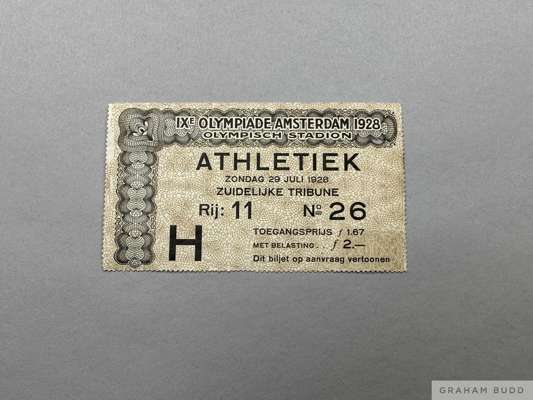 IXᴱ OLYMPIADE AMSTERDAM 1928
OLYMPISCH STADION
ATHLETIEK
ZONDAG 29 JULI 1928
ZUIDELIJKE TRIBUNE
Rij: 11 Nº 26
H
TOEGANGSPRIJS ƒ 1.67
MET BELASTING . ƒ 2.—
Dit biljet op aanvraag vertoonen
GRAHAM BUDD